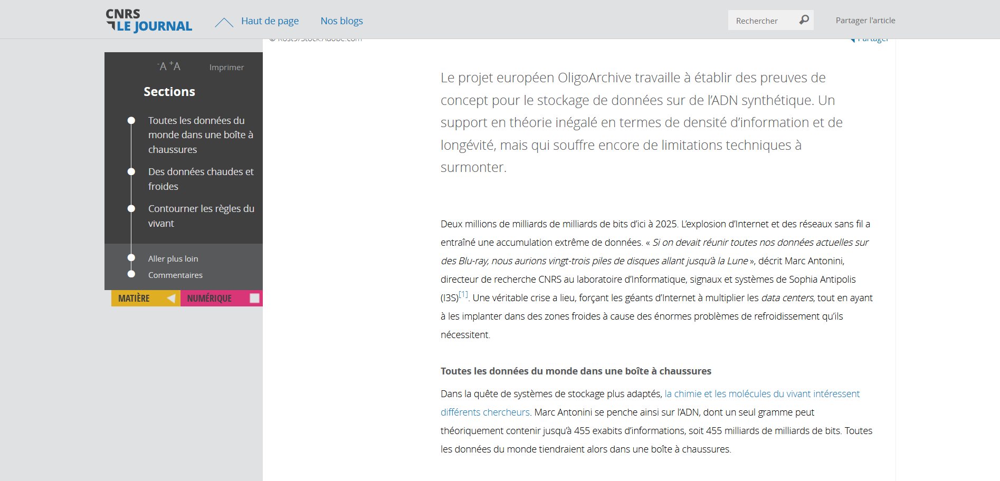 CNRS
LE JOURNAL
Haut de page
Nos blogs
Rechercher
Partager l'article
© Kost9/Stock.Adobe.com
Partager
-A +A
Imprimer
Sections
Toutes les données du
monde dans une boîte à
chaussures
Des données chaudes et
froides
Contourner les règles du
vivant
Aller plus loin
Commentaires
MATIÈRE
NUMÉRIQUE
Le projet européen OligoArchive travaille à établir des preuves de
concept pour le stockage de données sur de l’ADN synthétique. Un
support en théorie inégalé en termes de densité d’information et de
longévité, mais qui souffre encore de limitations techniques à
surmonter.
Deux millions de milliards de milliards de bits d’ici à 2025. L’explosion d’Internet et des réseaux sans fil a
entraîné une accumulation extrême de données. « Si on devait réunir toutes nos données actuelles sur
des Blu-ray, nous aurions vingt-trois piles de disques allant jusqu’à la Lune », décrit Marc Antonini,
directeur de recherche CNRS au laboratoire d’Informatique, signaux et systèmes de Sophia Antipolis
(I3S)[1]. Une véritable crise a lieu, forçant les géants d’Internet à multiplier les data centers, tout en ayant
à les implanter dans des zones froides à cause des énormes problèmes de refroidissement qu’ils
nécessitent.
Toutes les données du monde dans une boîte à chaussures
Dans la quête de systèmes de stockage plus adaptés, la chimie et les molécules du vivant intéressent
différents chercheurs. Marc Antonini se penche ainsi sur l’ADN, dont un seul gramme peut
théoriquement contenir jusqu’à 455 exabits d’informations, soit 455 milliards de milliards de bits. Toutes
les données du monde tiendraient alors dans une boîte à chaussures.